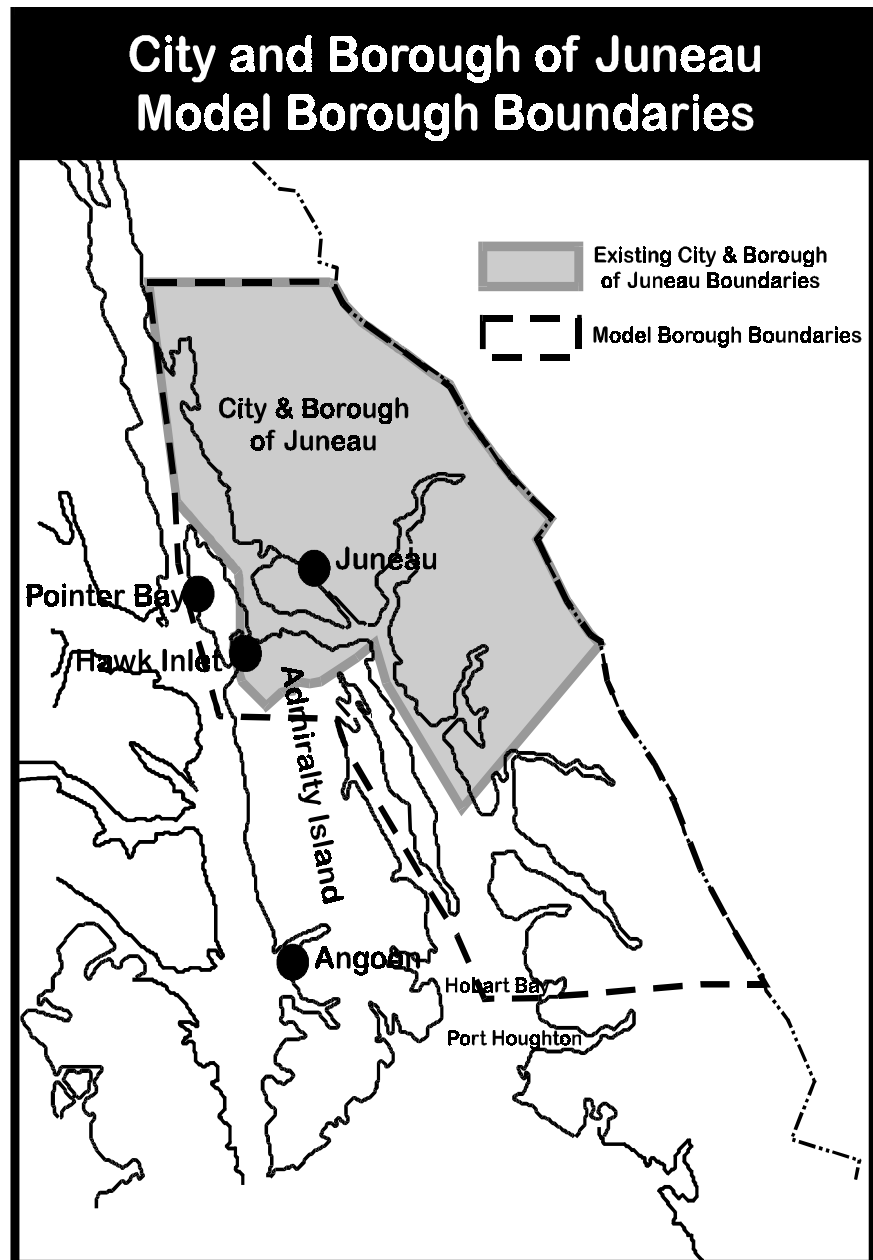 City and Borough of Juneau
Model Borough Boundaries
Existing City & Borough
of Juneau Boundaries
Model Borough Boundaries
City & Borough
of Juneau
Juneau
Pointer Bay
Hawk Inlet
Admiralty Island
Angoan
Hobart Bay
Port Houghton